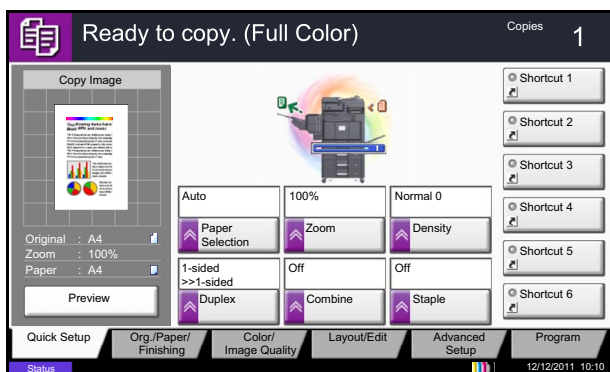 Ready to copy. (Full Color)
Copies
1
Copy Image
Original : A4
Zoom : 100%
Paper : A4
Preview
1
Auto
Paper
Selection
100%
Zoom
Normal 0
Density
1-sided
>>1-sided
Duplex
Off
Combine
Off
Staple
Shortcut 1
Shortcut 2
Shortcut 3
Shortcut 4
Shortcut 5
Shortcut 6
Quick Setup
Org./Paper/
Finishing
Color/
Image Quality
Layout/Edit
Advanced
Setup
Program
Status
12/12/2011 10:10